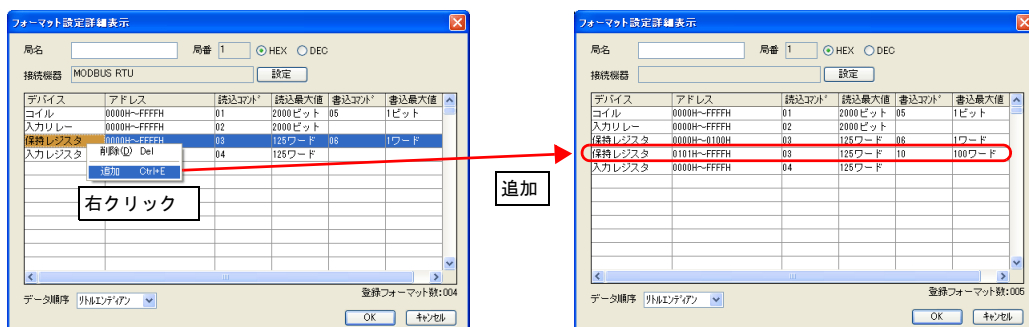 フォーマット設定詳細表示
局名 局番 1 HEX DEC
接続機器 MODBUS RTU 設定
デバイス アドレス 読込コマンド 読込最大値 書込コマンド 書込最大値
コイル 0000H~FFFFH 01 2000ビット 05 1ビット
入力リレー 0000H~FFFFH 02 2000ビット
保持レジスタ 0000H~FFFFH 03 125ワード 06 1ワード
入力レジスタ 04 125ワード
削除(D) Del
追加 Ctrl+E
右クリック
登録フォーマット数:004
データ順序 リトルエンディアン
OK キャンセル
追加
フォーマット設定詳細表示
局名 局番 1 HEX DEC
接続機器 設定
デバイス アドレス 読込コマンド 読込最大値 書込コマンド 書込最大値
コイル 0000H~FFFFH 01 2000ビット 05 1ビット
入力リレー 0000H~FFFFH 02 2000ビット
保持レジスタ 0000H~0100H 03 125ワード 06 1ワード
保持レジスタ 0101H~FFFFH 03 125ワード 10 100ワード
入力レジスタ 0000H~FFFFH 04 125ワード
登録フォーマット数:005
データ順序 リトルエンディアン
OK キャンセル